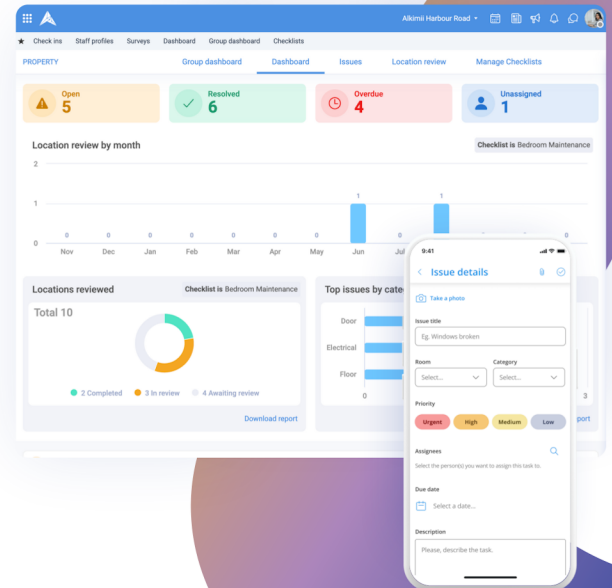 Alkimii Harbour Road
Check ins Staff profiles Surveys Dashboard Group dashboard Checklists
PROPERTY Group dashboard Dashboard Issues Location review Manage Checklists
Open
5
Resolved
6
Overdue
4
Unassigned
1
Location review by month
Checklist is Bedroom Maintenance
2
1
0
1 1
0 0 0 0 0 0 0 0 0
Nov Dec Jan Feb Mar Apr May Jun Jul
Locations reviewed
Checklist is Bedroom Maintenance
Total 10
2 Completed 3 In review 4 Awaiting review
Download report
Top issues by cate
Door
Electrical
Floor
0 3
port
9:41
Issue details
Take a photo
Issue title
Eg. Windows broken
Room Category
Select... Select...
Priority
Urgent High Medium Low
Assignees
Select the person(s) you want to assign this task to.
Due date
Select a date...
Description
Please, describe the task.